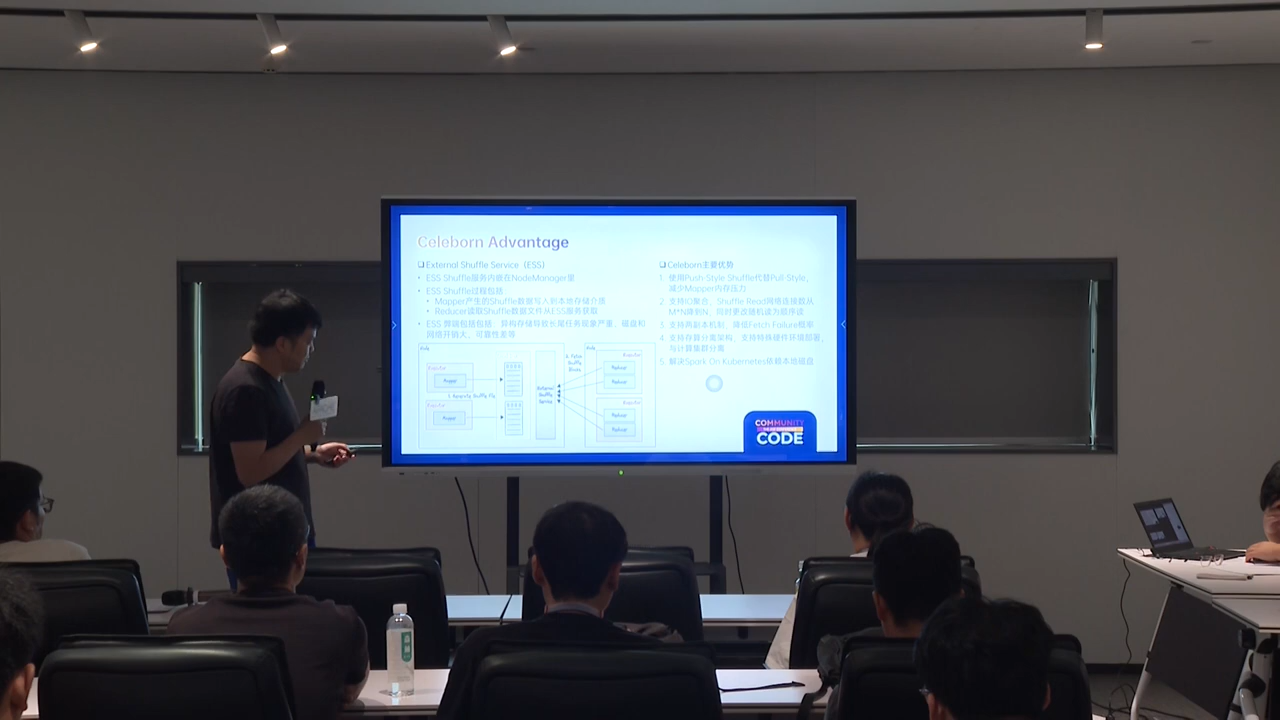 Celeborn Advantage
External Shuffle Service (ESS)
ESS Shuffle服务内嵌在NodeManager里
ESS Shuffle过程包括
Mapper产生的Shuffle数据写入到本地存储介质
Reducer读取Shuffle数据文件从ESS服务获取
ESS 弊端包括包括：异构存储导致长尾任务现象严重、磁盘和
网络开销大、可靠性差等
Celeborn主要优势
1. 使用Push-Style Shuffle代替Pull-Style,
减少Mapper内存压力
2. 支持IO聚合，Shuffle Read网络连接数从
M*N降到N，同时更改随机读为顺序读
3. 支持两副本机制，降低Fetch Failure概率
4. 支持存算分离架构，支持特殊硬件环境部署，
与计算集群分离
5. 解决Spark On Kubernetes依赖本地磁盘
Mapper
Mapper
External
Shuffle
Service
Reducer
Reducer
Reducer
Reducer
COMMUNITY
CODE